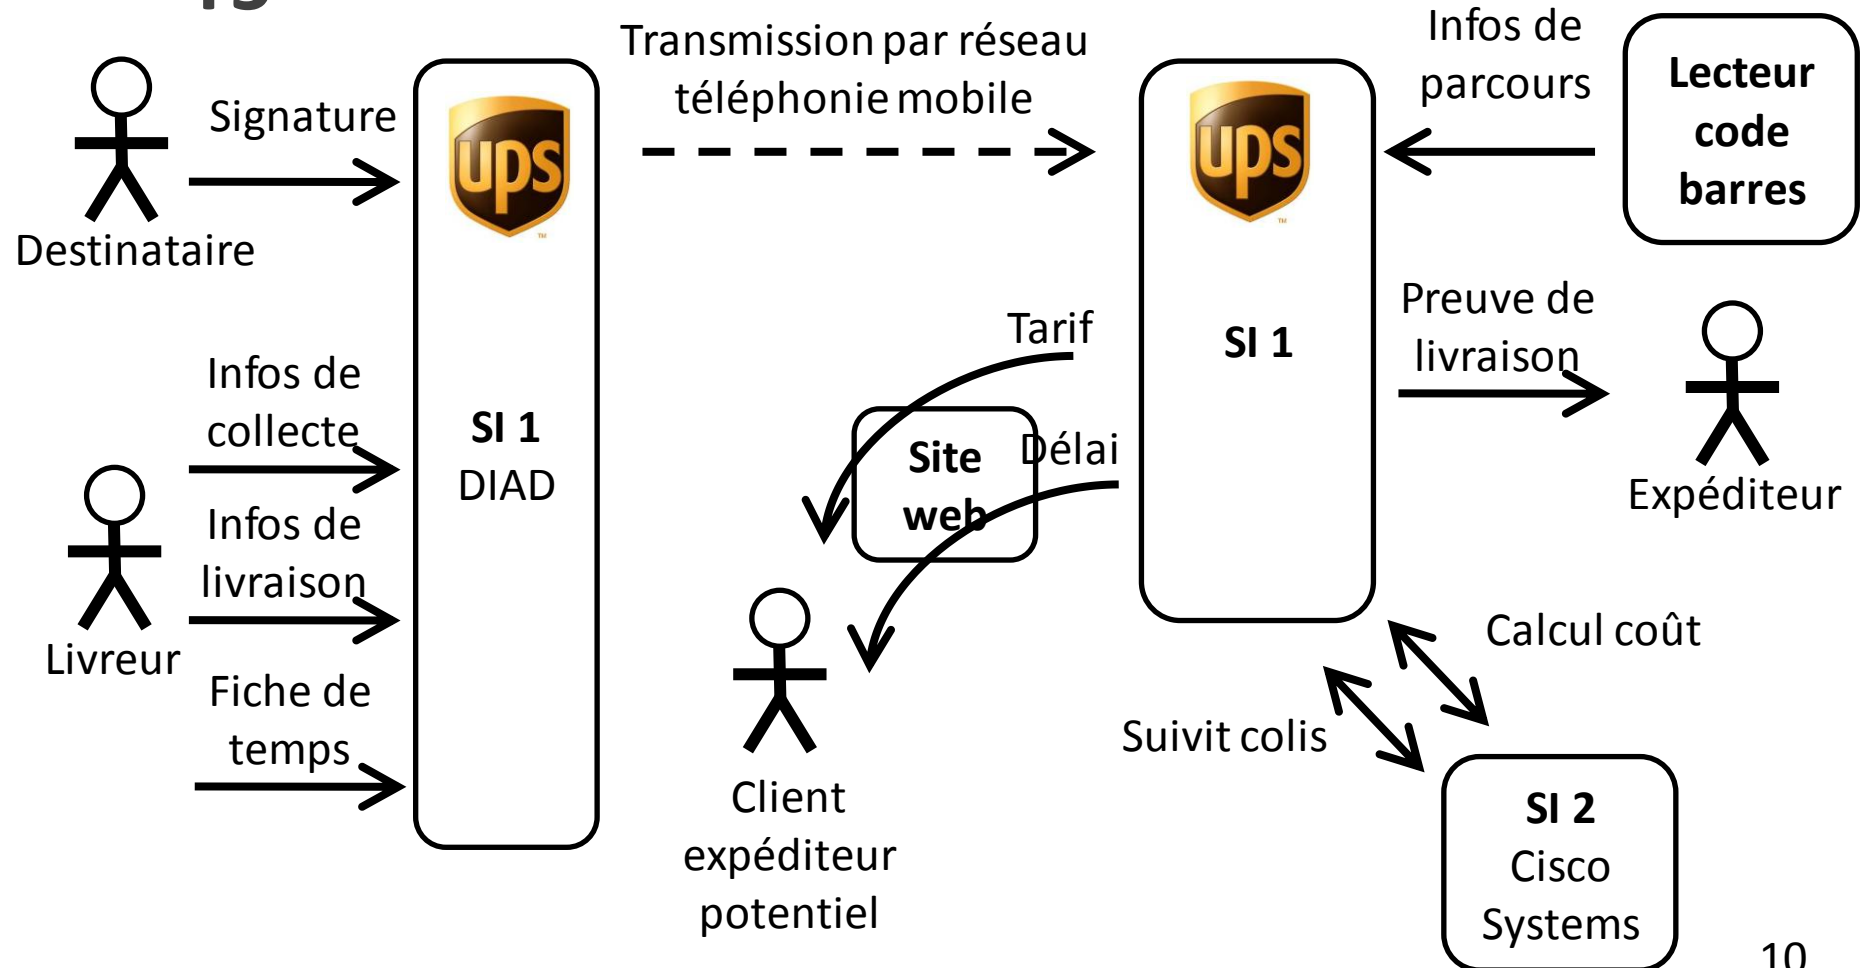 Transmission par réseau
téléphonie mobile
Infos de
parcours
Lecteur
code
barres
Signature
ups
TM
ups
TM
Destinataire
Preuve de
livraison
Tarif
SI 1
Infos de
collecte
SI 1
DIAD
Site
web
Délai
Expéditeur
Infos de
livraison
Livreur
Calcul coût
Fiche de
temps
Suivit colis
Client
expéditeur
potentiel
SI 2
Cisco
Systems
10